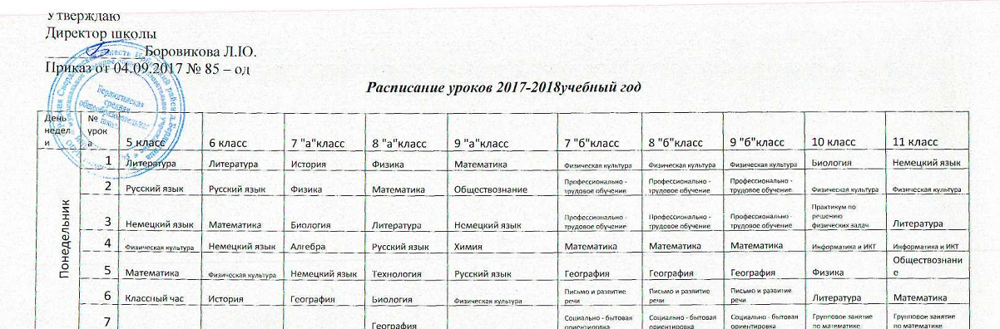 Утверждаю
Директор школы
Боровикова Л.Ю.
Приказ от 04.09.2017 № 85 – од
Расписание уроков 2017-2018учебный год
День недели № урока 5 класс 6 класс 7 "а"класс 8 "а"класс 9 "а"класс 7 "б"класс 8 "б"класс 9 "б"класс 10 класс 11 класс
Понедельник
1 Литература Литература История Физика Математика Физическая культура Физическая культура Физическая культура Биология Немецкий язык
2 Русский язык Русский язык Физика Математика Обществознание Профессионально - трудовое обучение Профессионально - трудовое обучение Профессионально - трудовое обучение Физическая культура Физическая культура
3 Немецкий язык Математика Биология Литература Немецкий язык Профессионально - трудовое обучение Профессионально - трудовое обучение Профессионально - трудовое обучение Практикум по решению физических задач Литература
4 Физическая культура Немецкий язык Алгебра Русский язык Химия Математика Математика Математика Информатика и ИКТ Информатика и ИКТ
5 Математика Физическая культура Немецкий язык Технология Русский язык География География География Физика Обществознание
6 Классный час История География Биология Физическая культура Письмо и развитие речи Письмо и развитие речи Письмо и развитие речи Литература Математика
7 География Социально - бытовая ориентировка Социально - бытовая ориентировка Социально - бытовая ориентировка Групповое занятие по математике Групповое занятие по математике